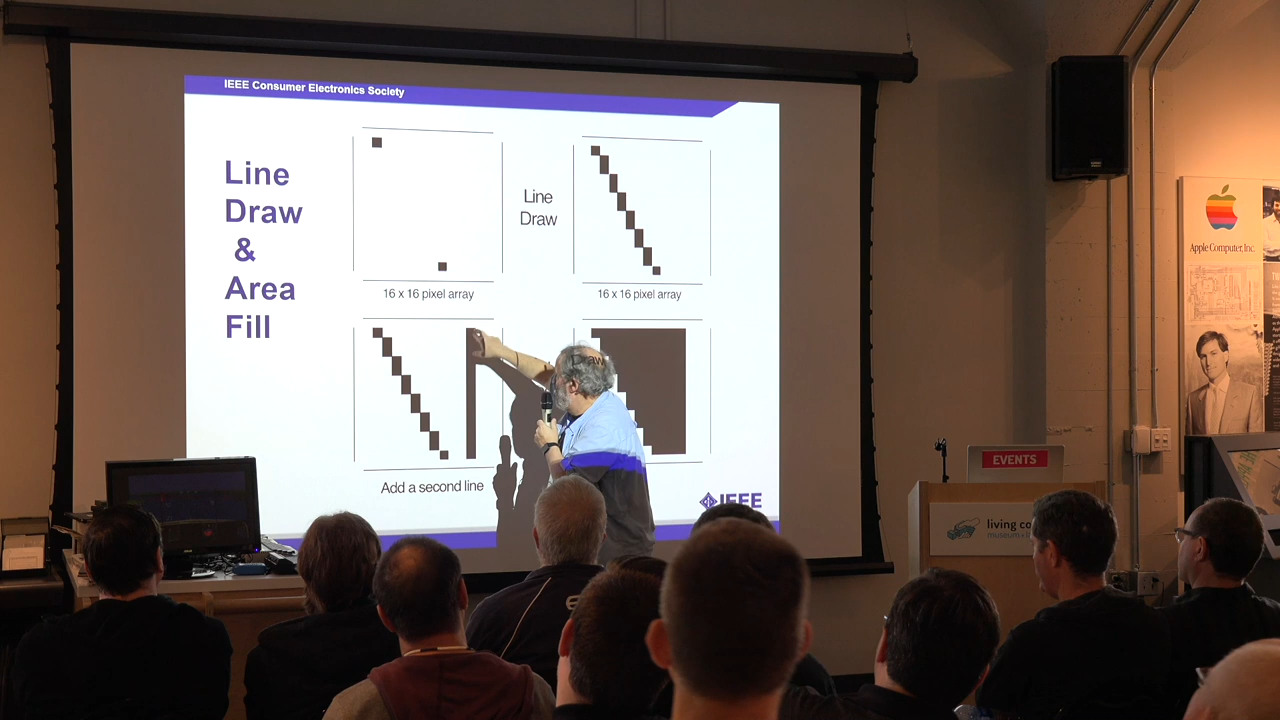 IEEE Consumer Electronics Society
Line
Draw
&
Area
Fill
Line
Draw
16 x 16 pixel array
16 x 16 pixel array
Add a second line
IEEE
Apple Computer, Inc.
EVENTS
living co
museum